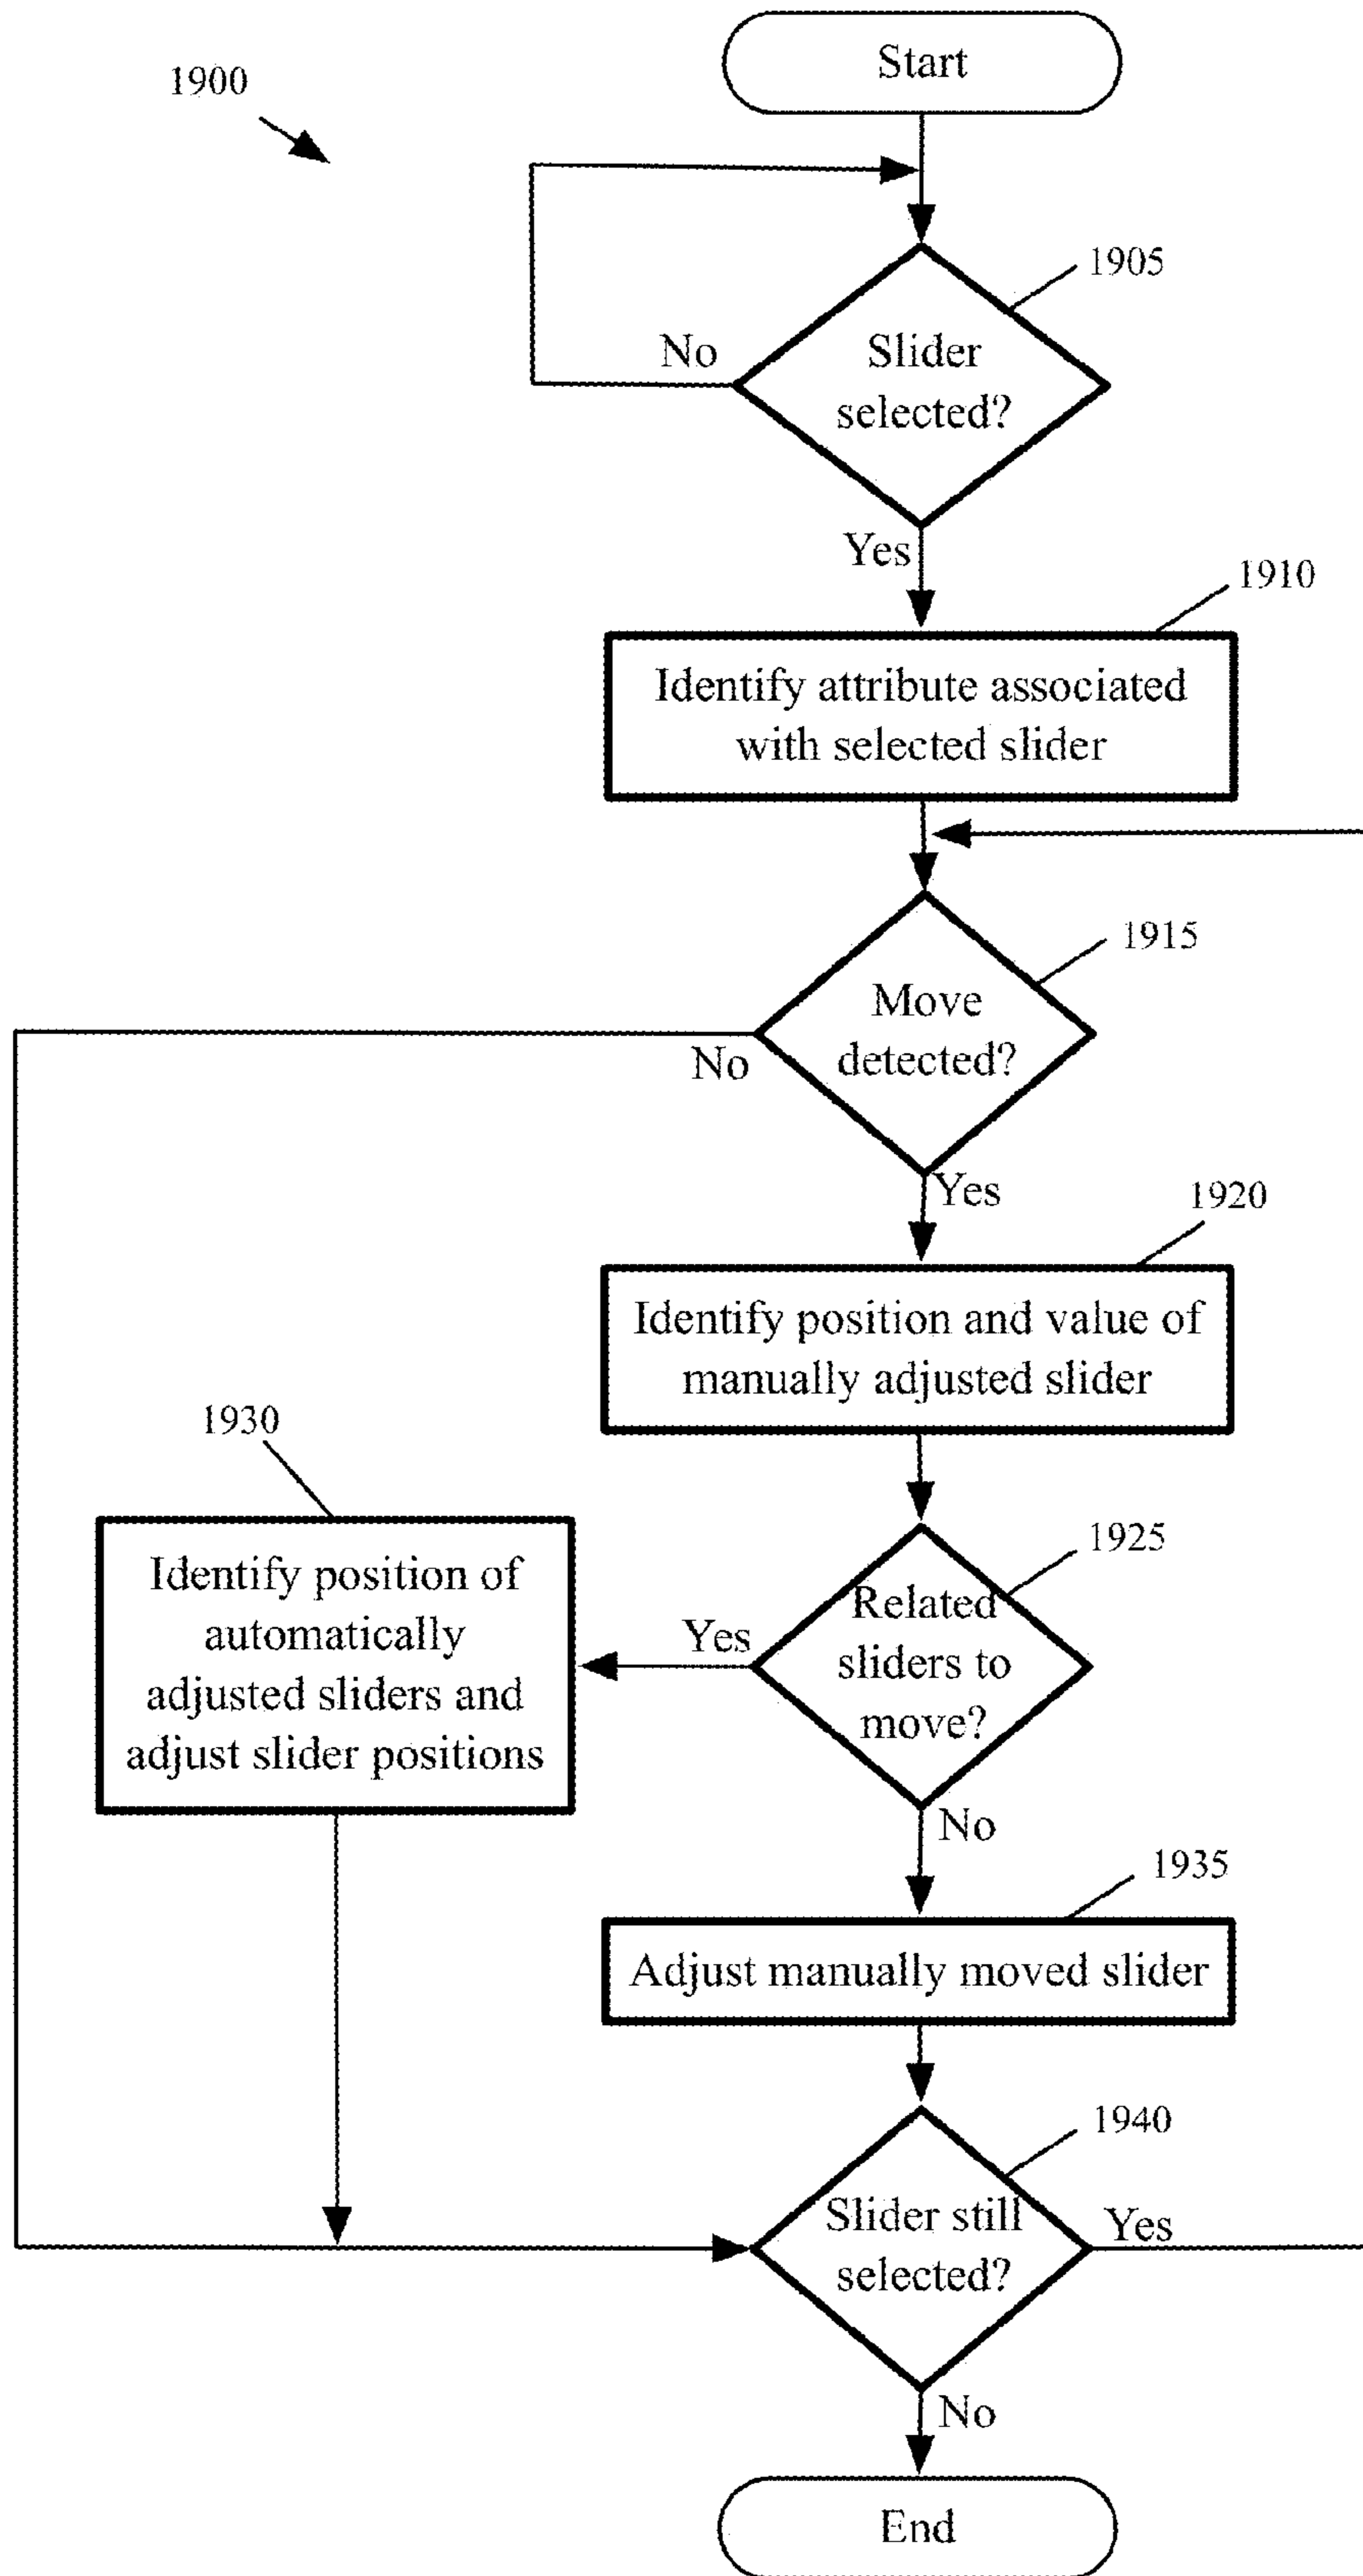 1900
Start
1905
No
Slider
selected?
Yes
1910
Identify attribute associated
with selected slider
1915
Move
detected?
No
Yes
1920
Identify position and value of
manually adjusted slider
1930
1925
Identify position of
automatically
adjusted sliders and
adjust slider positions
Yes
Related
sliders to
move?
No
1935
Adjust manually moved slider
1940
Slider still
selected?
Yes
No
End